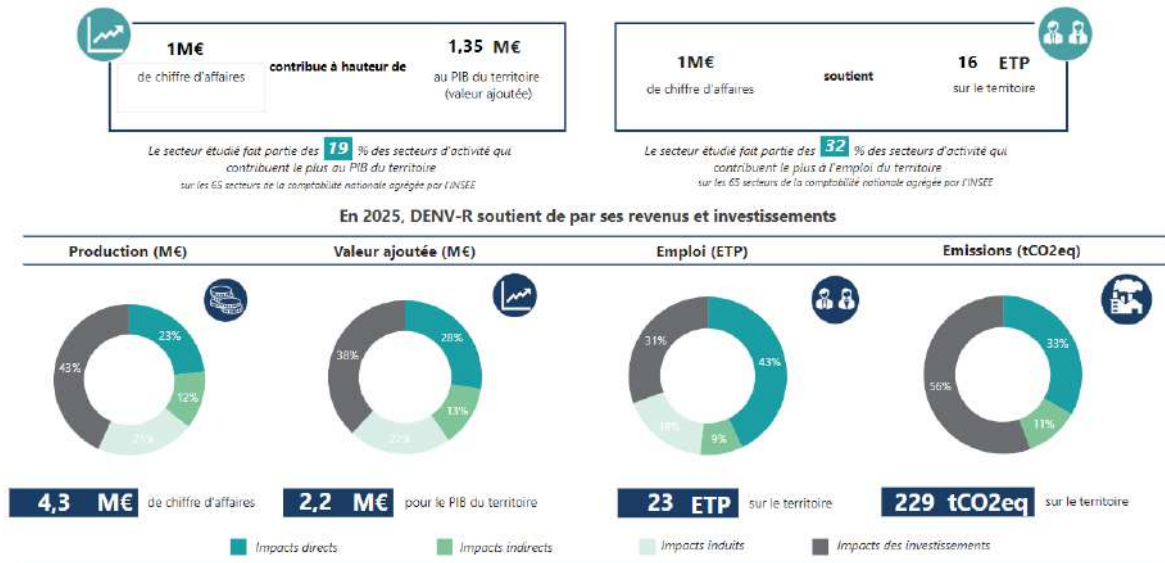 1M€
de chiffre d'affaires
contribue à hauteur de
1,35 M€
au PIB du territoire
(valeur ajoutée)
1M€
de chiffre d'affaires
soutient
16 ETP
sur le territoire
Le secteur étudié fait partie des 19 % des secteurs d'activité qui
contribuent le plus au PIB du territoire
sur les 65 secteurs de la comptabilité nationale agrégée par l'INSEE
Le secteur étudié fait partie des 32 % des secteurs d'activité qui
contribuent le plus à l'emploi du territoire
sur les 65 secteurs de la comptabilité nationale agrégée par l'INSEE
En 2025, DENV-R soutient de par ses revenus et investissements
Production (M€)
Valeur ajoutée (M€)
Emploi (ETP)
Emissions (tCO2eq)
23%
12%
21%
43%
28%
13%
22%
38%
43%
9%
31%
33%
11%
56%
4,3 M€ de chiffre d'affaires
2,2 M€ pour le PIB du territoire
23 ETP sur le territoire
229 tCO2eq sur le territoire
Impacts directs
Impacts indirects
Impacts induits
Impacts des investissements